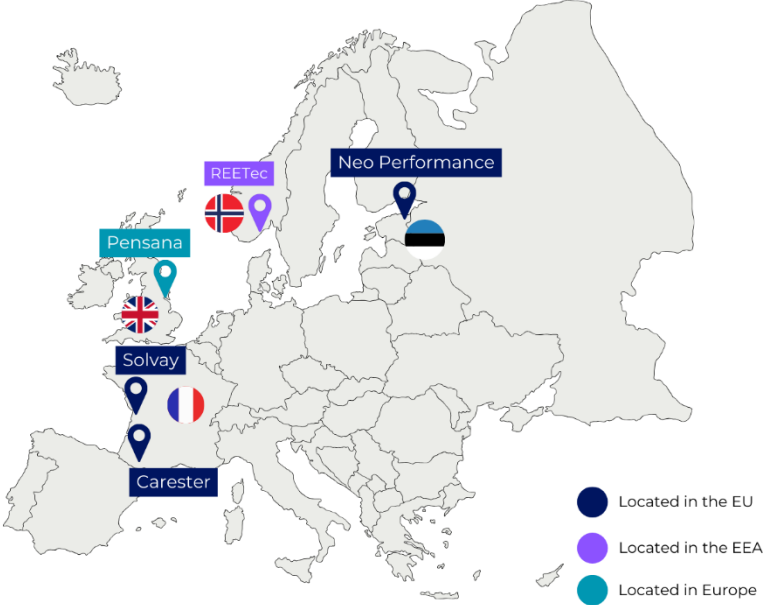 Neo Performance
REETec
Pensana
Solvay
Carester
Located in the EU
Located in the EEA
Located in Europe